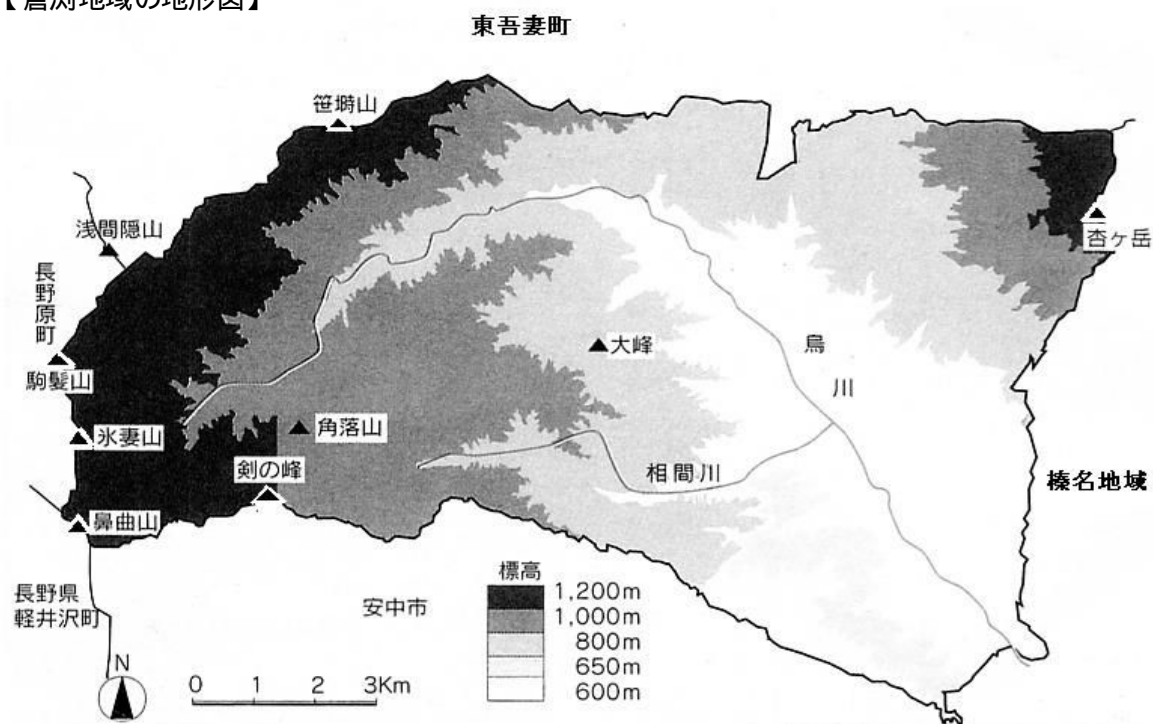 【倉渕地域の地形図】
東吾妻町
笹塒山
浅間隠山
杏ヶ岳
長野原町
駒髪山
大峰
烏川
氷妻山
角落山
剣の峰
相間川
榛名地域
鼻曲山
長野県
軽井沢町
安中市
標高
1,200m
1,000m
800m
650m
600m
N
0 1 2 3Km